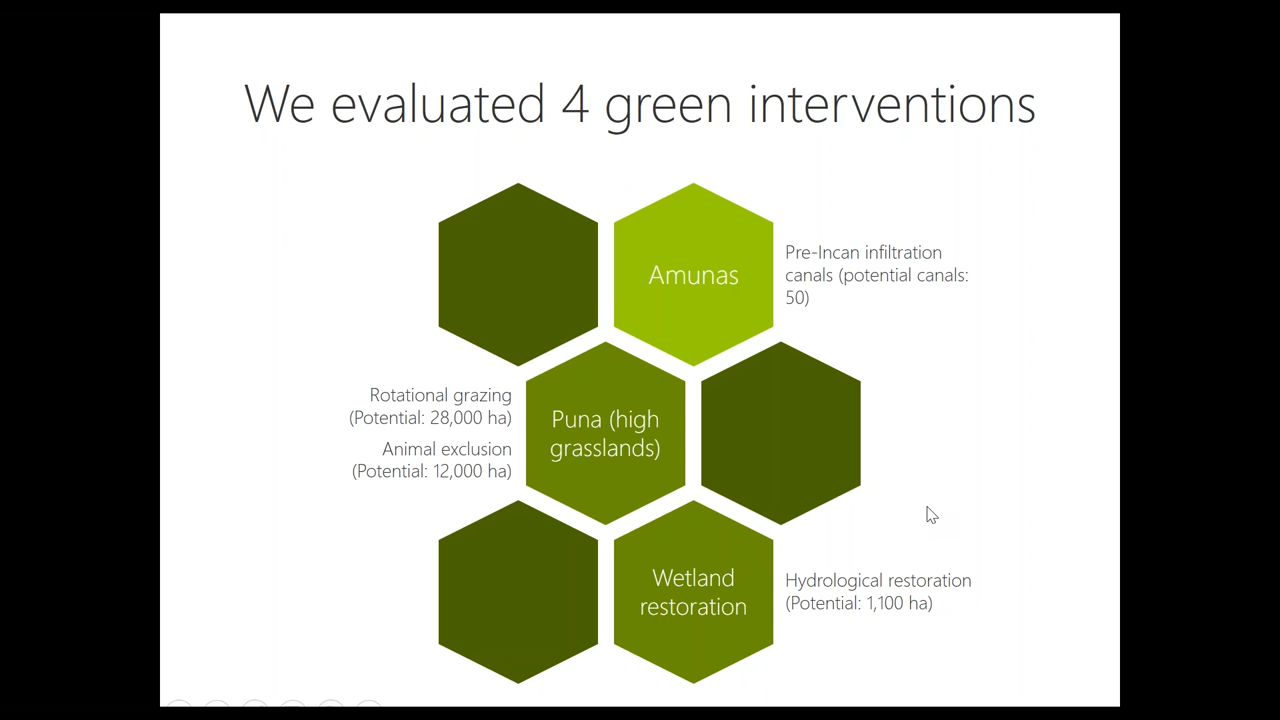 We evaluated 4 green interventions
Amunas
Pre-Incan infiltration
canals (potential canals:
50)
Rotational grazing
(Potential: 28,000 ha)
Animal exclusion
(Potential: 12,000 ha)
Puna (high
grasslands)
Wetland
restoration
Hydrological restoration
(Potential: 1,100 ha)